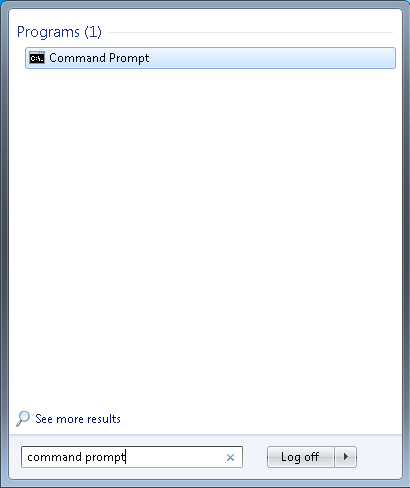 Programs (1)
C:\.
Command Prompt
See more results
command prompt
Log off